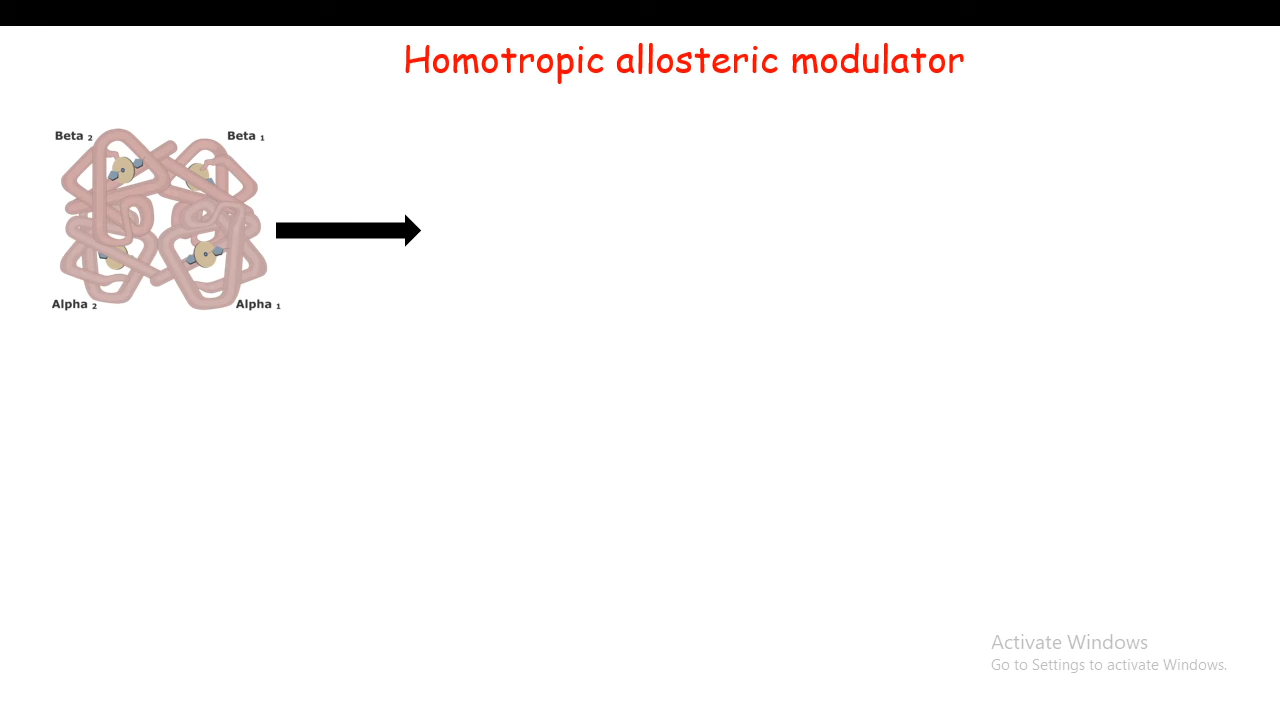 Homotropic allosteric modulator
Beta 2
Beta 1
Alpha 2
Alpha 1
Activate Windows
Go to Settings to activate Windows.